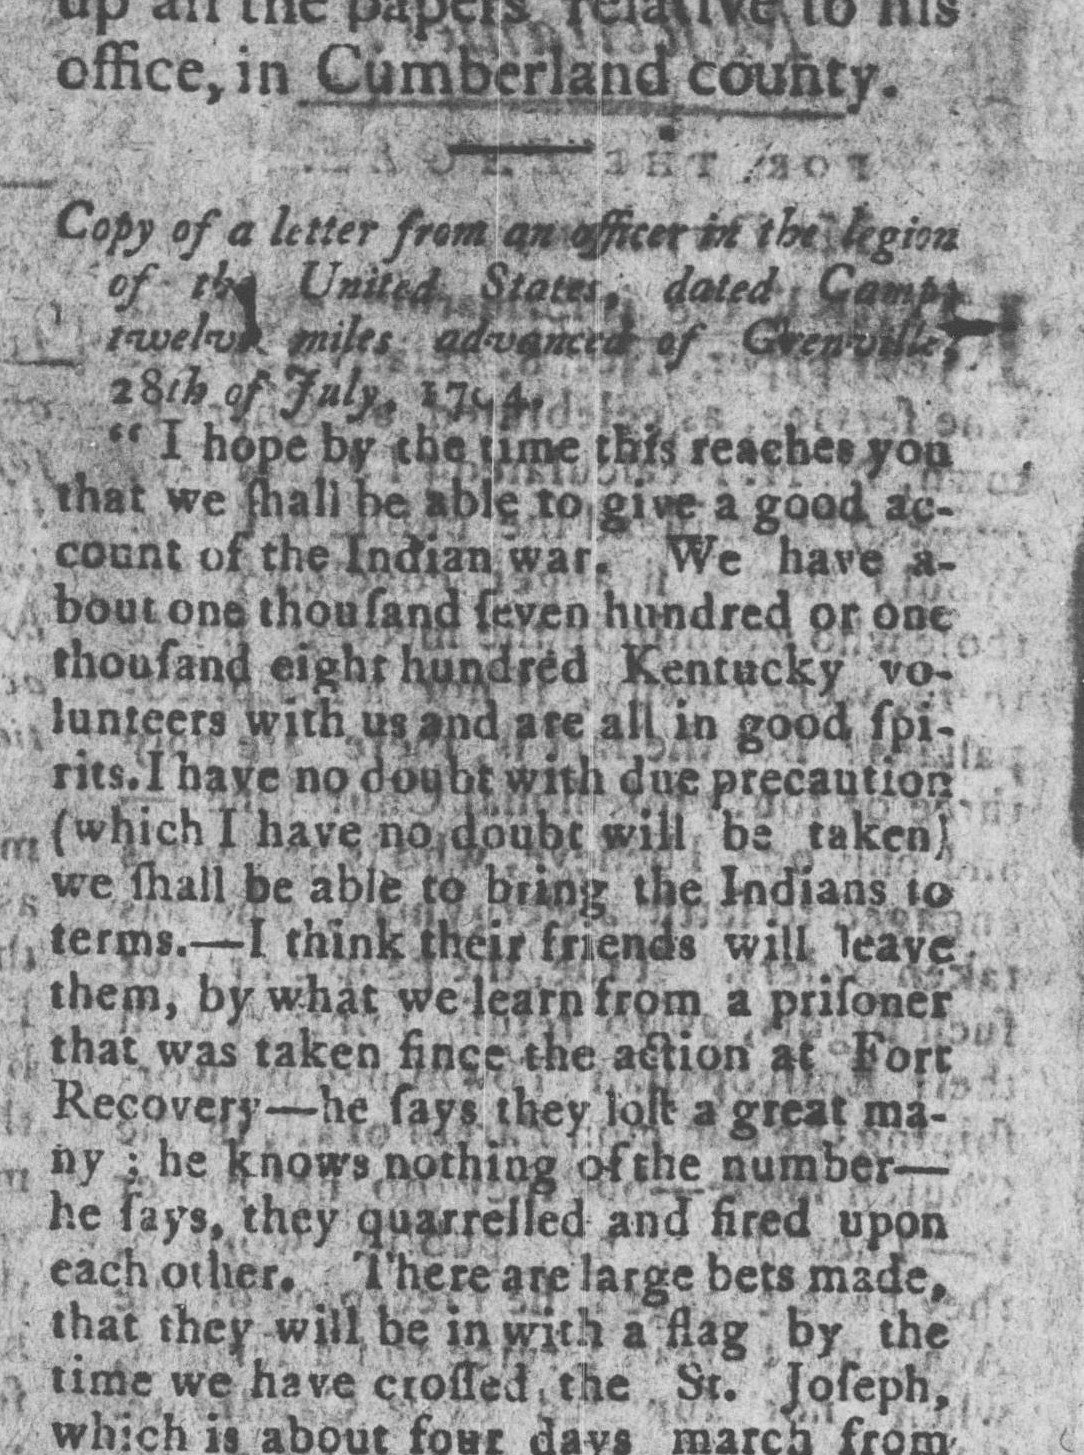 up all the papers relative to his
office, in Cumberland county.
Copy of a letter from an officer in the legion
of the United States, dated Camp,
twelve miles advanced of Grenville,
28th of July, 1794.
“ I hope by the time this reaches you
that we ſhall be able to give a good ac-
count of the Indian war. We have a-
bout one thouſand ſeven hundred or one
thouſand eight hundred Kentucky vo-
lunteers with us and are all in good ſpi-
rits. I have no doubt with due precaution
(which I have no doubt will be taken)
we ſhall be able to bring the Indians to
terms.—I think their friends will leave
them, by what we learn from a priſoner
that was taken ſince the action at Fort
Recovery—he ſays they loſt a great ma-
ny ; he knows nothing of the number—
he ſays, they quarrelled and fired upon
each other. There are large bets made,
that they will be in with a flag by the
time we have croſſed the St. Joſeph,
which is about four days march from